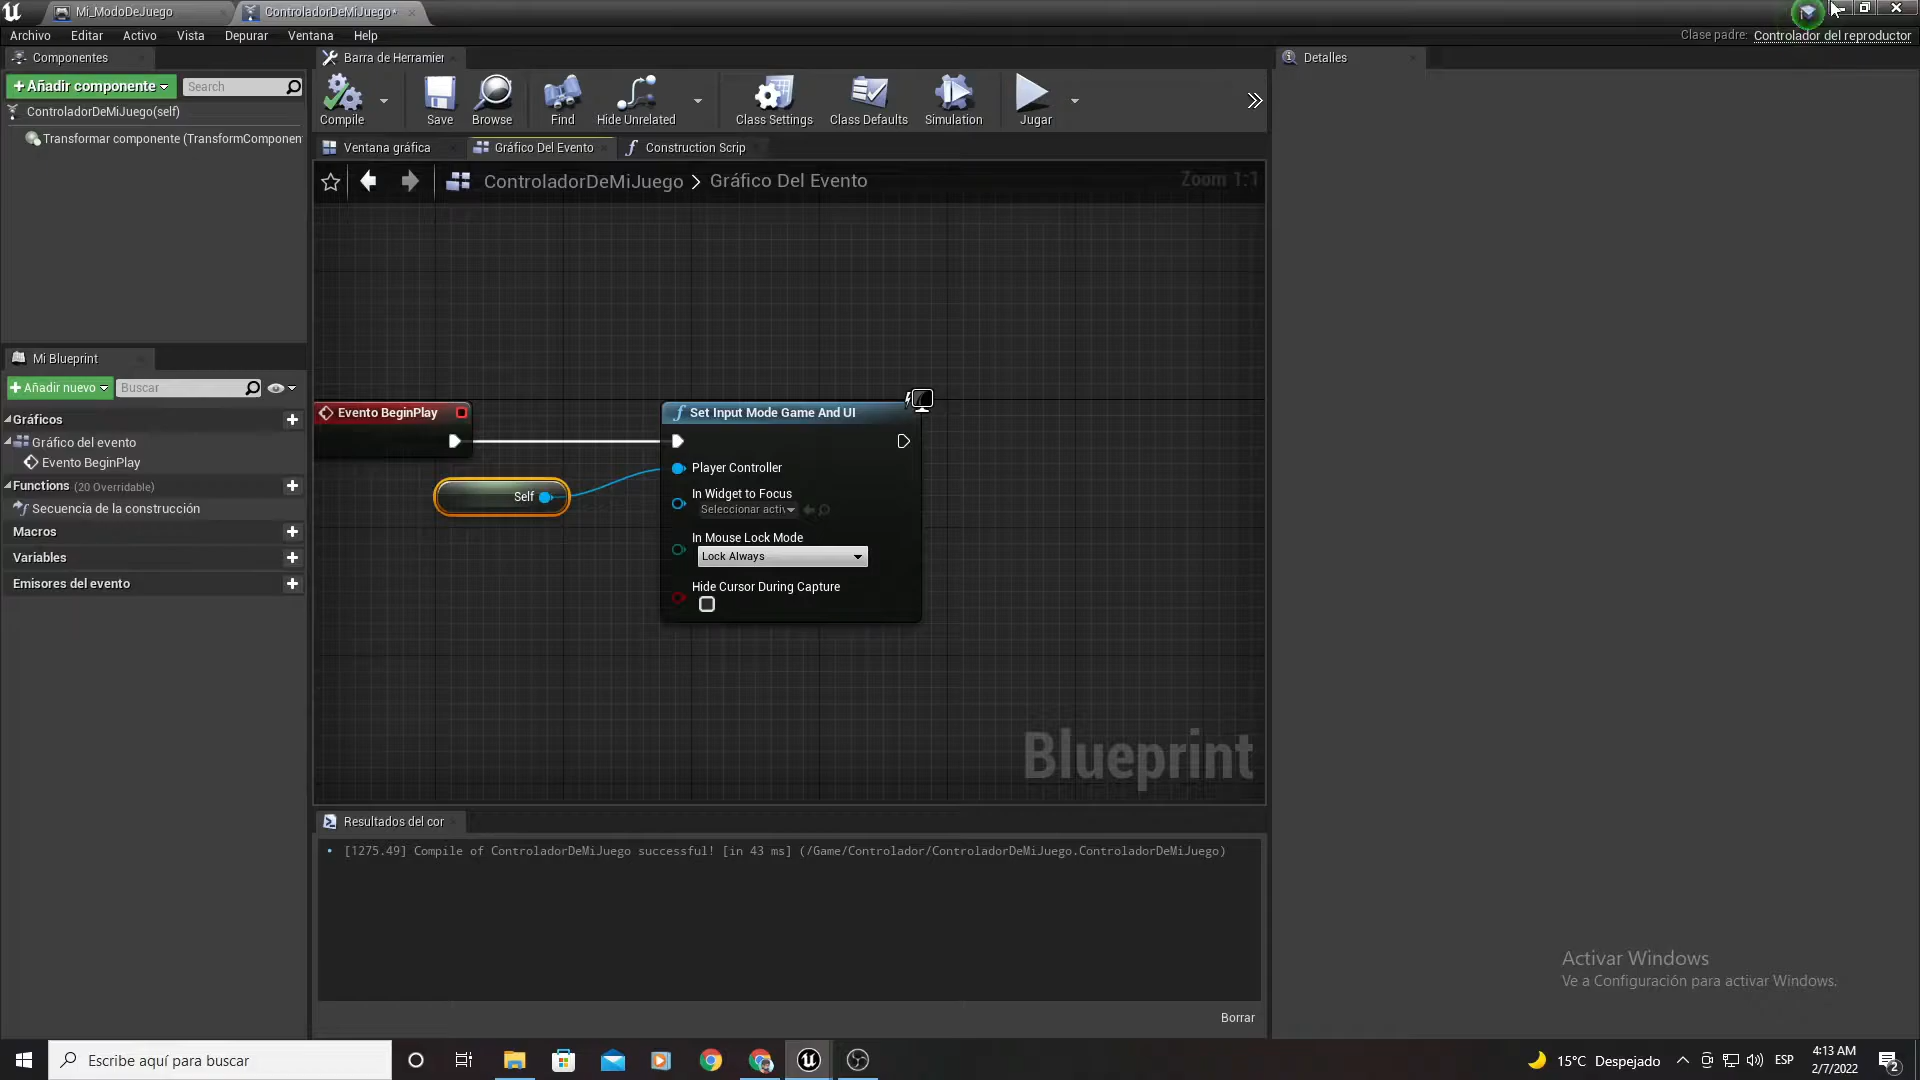 Mi_ModoDeJuego
ControladorDeMiJuego*
Archivo Editar Activo Vista Depurar Ventana Help
Clase padre: Controlador del reproductor
Componentes
Barra de Herramier
Detalles
+Añadir componente
Search
ControladorDeMiJuego(self)
Transformar componente (TransformComponen
Compile
Save
Browse
Find
Hide Unrelated
Class Settings
Class Defaults
Simulation
Jugar
Ventana gráfica
Gráfico Del Evento
Construction Scrip
ControladorDeMiJuego > Gráfico Del Evento
Zoom 1:1
Mi Blueprint
+Añadir nuevo
Buscar
Gráficos
Gráfico del evento
Evento BeginPlay
Functions (20 Overridable)
Secuencia de la construcción
Macros
Variables
Emisores del evento
Evento BeginPlay
Self
Set Input Mode Game And UI
Player Controller
In Widget to Focus
Seleccionar activ
In Mouse Lock Mode
Lock Always
Hide Cursor During Capture
Blueprint
Resultados del cor
[1275.49] Compile of ControladorDeMiJuego successful! [in 43 ms] (/Game/Controlador/ControladorDeMiJuego.ControladorDeMiJuego)
Borrar
Activar Windows
Ve a Configuración para activar Windows.
Escribe aquí para buscar
15°C Despejado
ESP
4:13 AM
2/7/2022
2